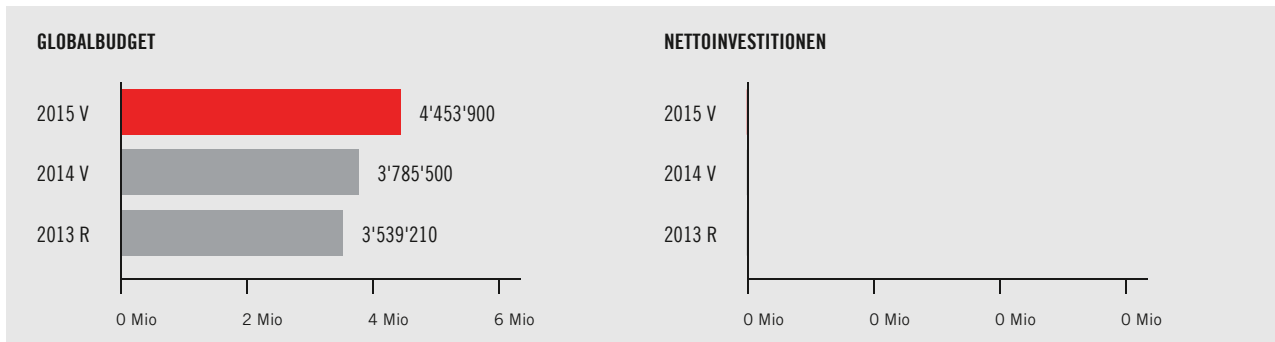 GLOBALBUDGET
2015 V 4'453'900
2014 V 3'785'500
2013 R 3'539'210
0 Mio 2 Mio 4 Mio 6 Mio
NETTOINVESTITIONEN
2015 V
2014 V
2013 R
0 Mio 0 Mio 0 Mio 0 Mio